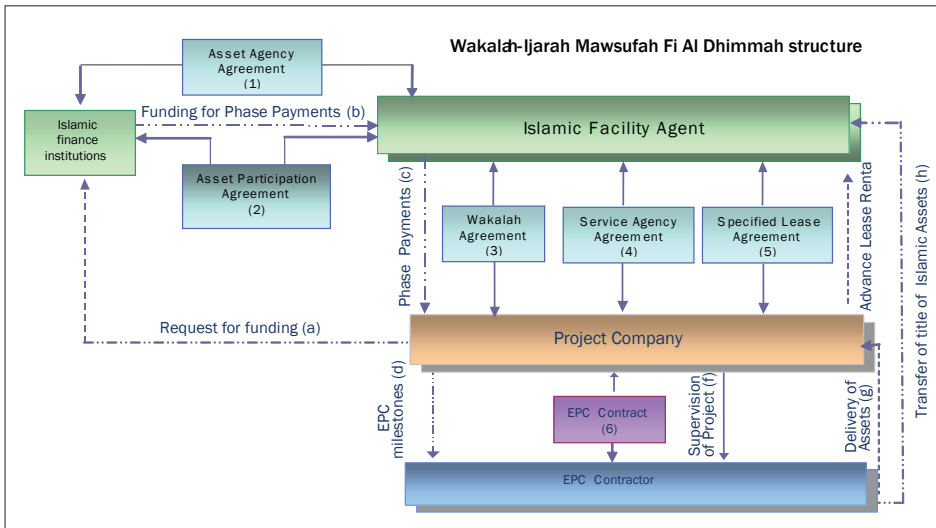 Wakalah-Ijarah Mawsufah Fi Al Dhimmah structure
Asset Agency
Agreement
(1)
Funding for Phase Payments (b)
Islamic
finance
institutions
Islamic Facility Agent
Asset Participation
Agreement
(2)
Phase Payments (c)
Wakalah
Agreement
(3)
Service Agency
Agreement
(4)
Specified Lease
Agreement
(5)
Advance Lease Renta
Transfer of title of Islamic Assets (h)
Request for funding (a)
Project Company
EPC
milestones (d)
EPC Contract
(6)
Supervision
of Project (f)
Delivery of
Assets (g)
EPC Contractor